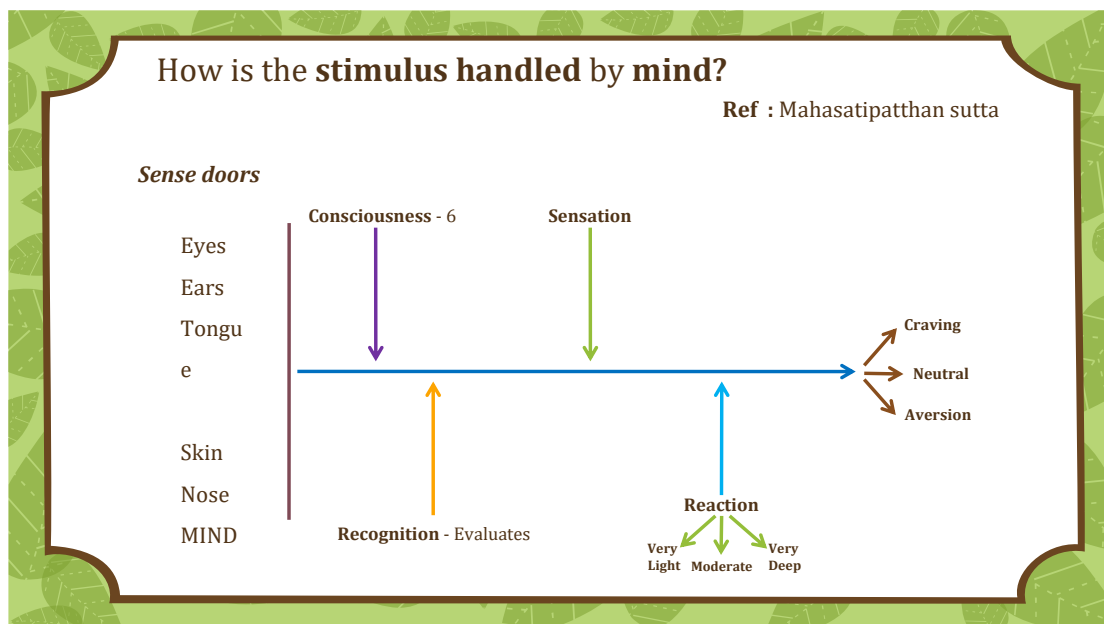 How is the stimulus handled by mind?
Ref : Mahasatipatthan sutta
Sense doors
Eyes
Ears
Tongu
e
Skin
Nose
MIND
Consciousness - 6
Sensation
Recognition - Evaluates
Reaction
Very
Light
Moderate
Very
Deep
Craving
Neutral
Aversion